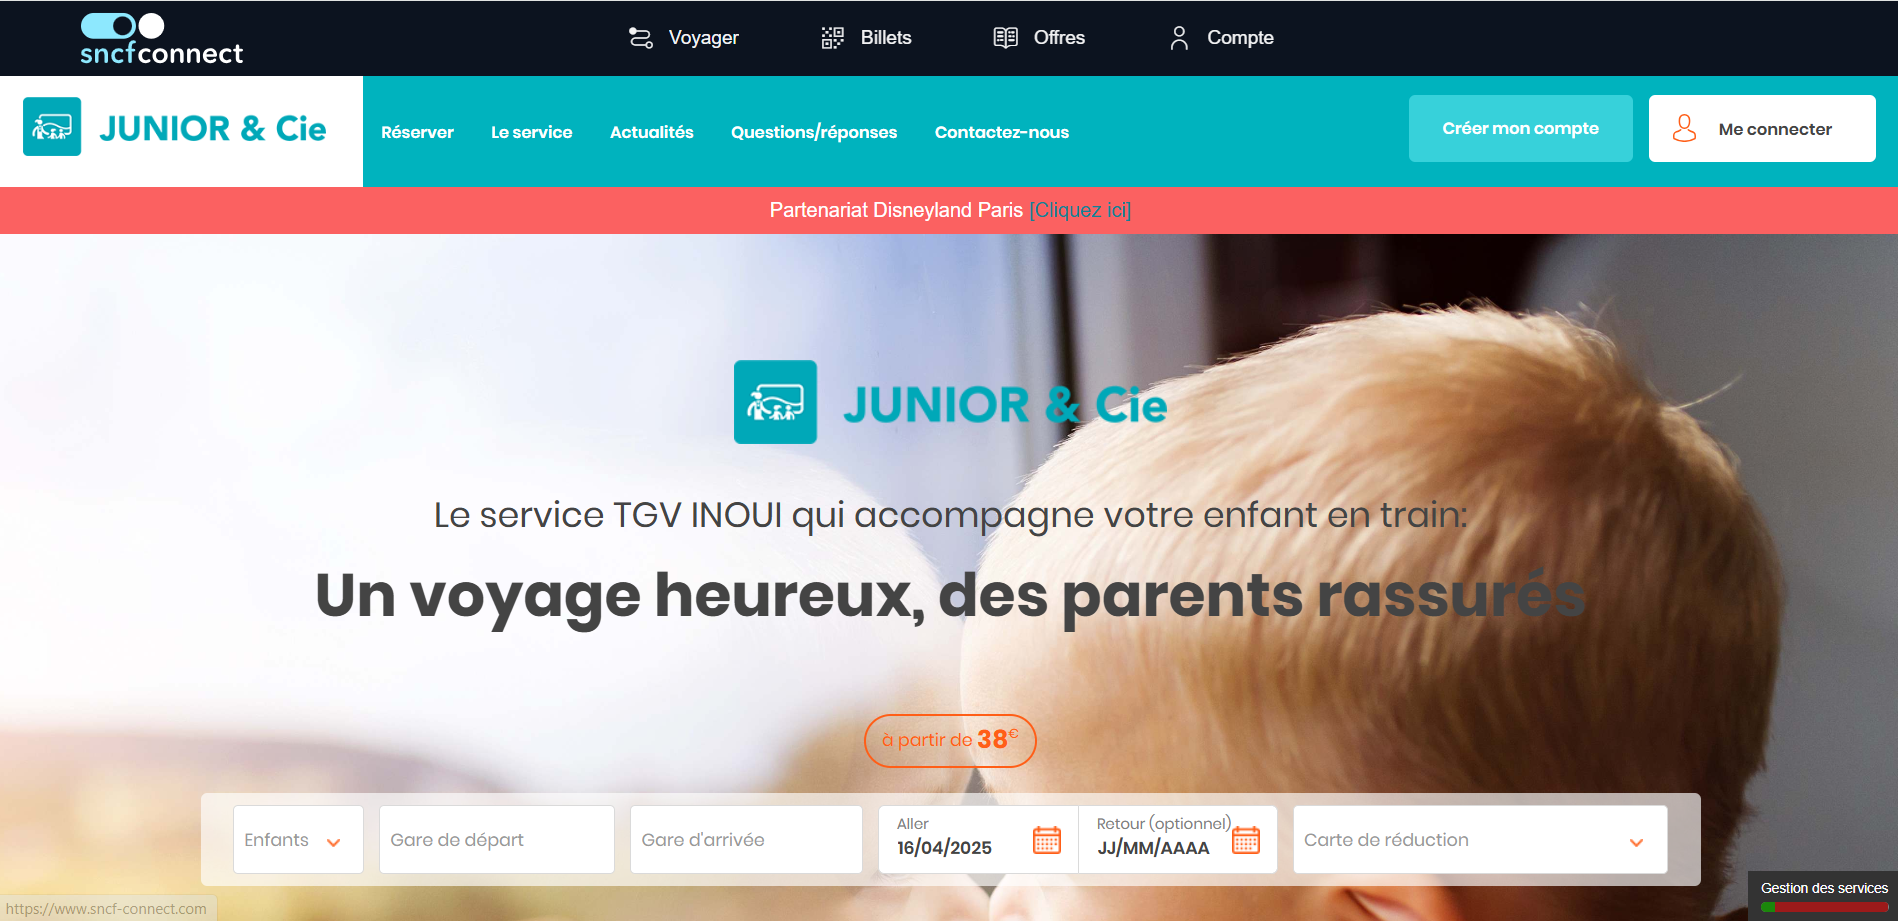 sncfconnect
Voyager
Billets
Offres
Compte
JUNIOR & Cie
Réserver
Le service
Actualités
Questions/réponses
Contactez-nous
Créer mon compte
Me connecter
Partenariat Disneyland Paris [Cliquez ici]
JUNIOR & Cie
Le service TGV INOUI qui accompagne votre enfant en train:
Un voyage heureux, des parents rassurés
à partir de 38€
Enfants
Gare de départ
Gare d'arrivée
Aller
16/04/2025
Retour (optionnel)
JJ/MM/AAAA
Carte de réduction
Gestion des services
https://www.sncf-connect.com